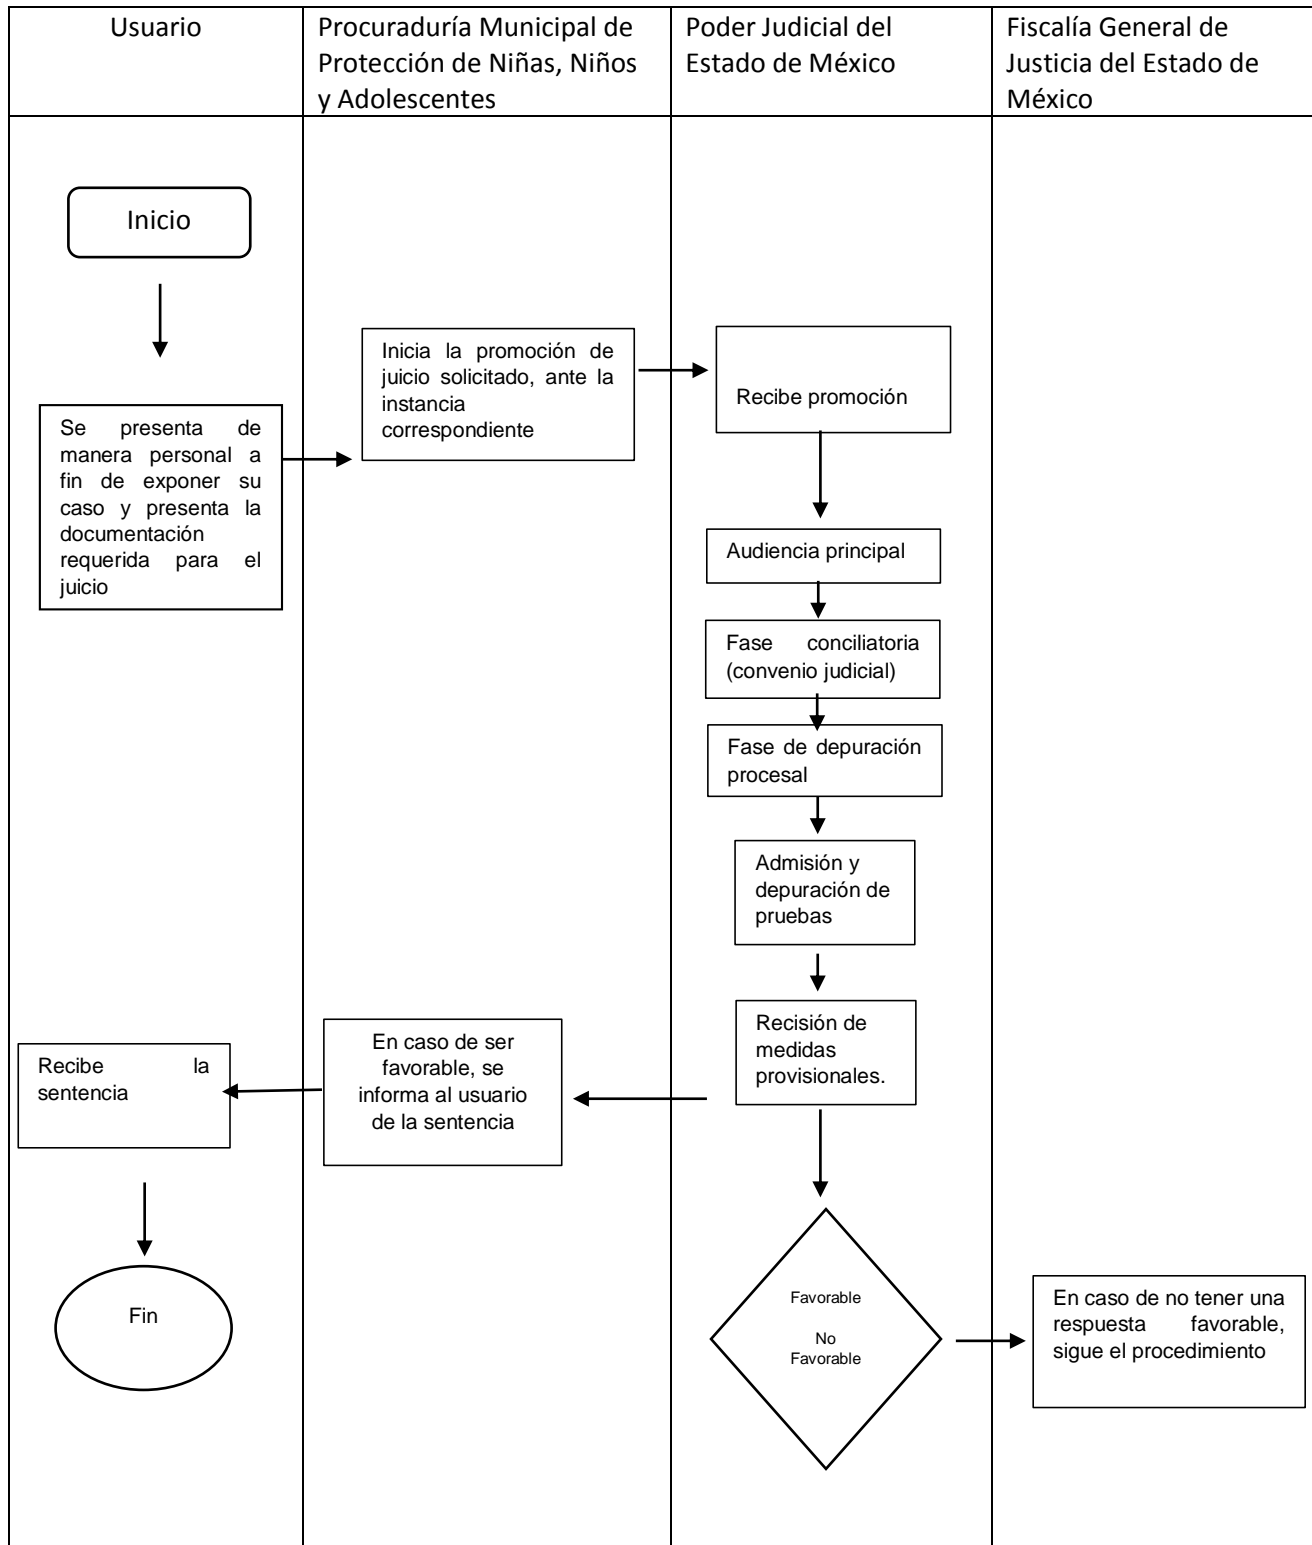 Usuario
Procuraduría Municipal de
Protección de Niñas, Niños
y Adolescentes
Poder Judicial del
Estado de México
Fiscalía General de
Justicia del Estado de
México
Inicio
Se presenta de
manera personal a
fin de exponer su
caso y presenta la
documentación
requerida para el
juicio
Inicia la promoción de
juicio solicitado, ante la
instancia
correspondiente
Recibe promoción
Audiencia principal
Fase conciliatoria
(convenio judicial)
Fase de depuración
procesal
Admisión y
depuración de
pruebas
Recisión de
medidas
provisionales.
En caso de ser
favorable, se
informa al usuario
de la sentencia
Recibe la
sentencia
Fin
Favorable
No
Favorable
En caso de no tener una
respuesta favorable,
sigue el procedimiento